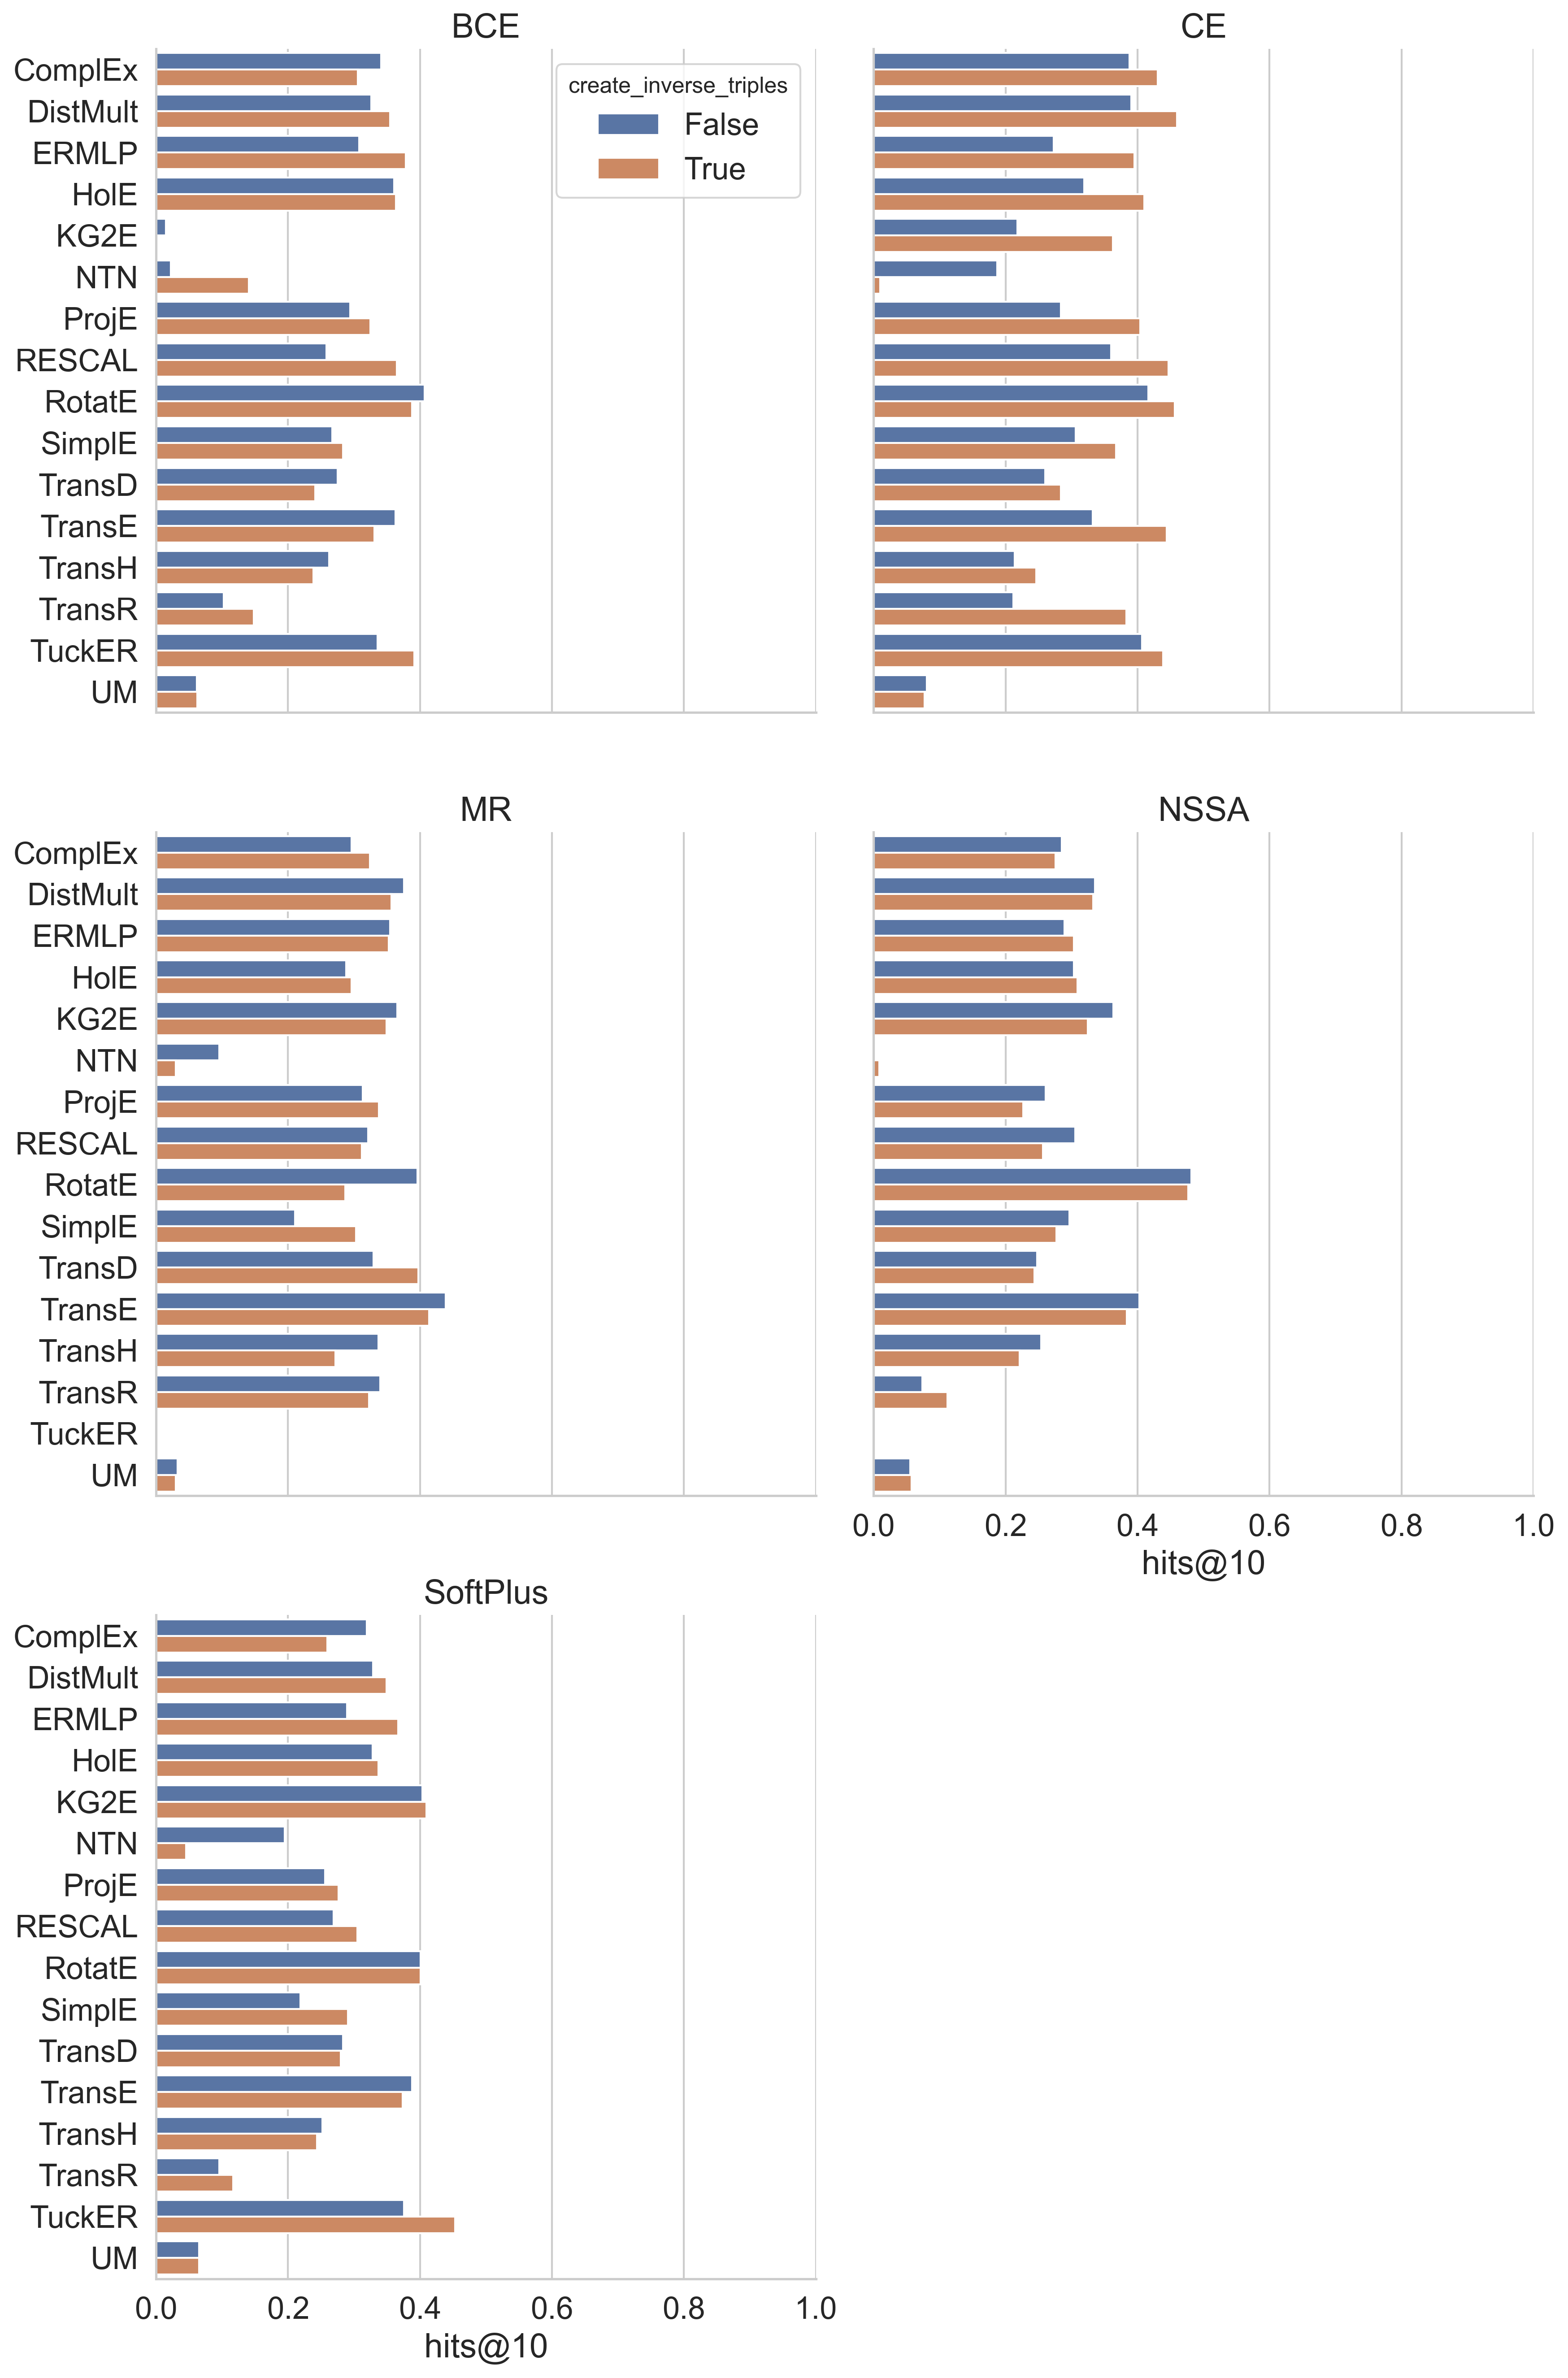 BCE
CE
create_inverse_triples
False
True
ComplEx
DistMult
ERMLP
HolE
KG2E
NTN
ProjE
RESCAL
RotatE
SimplE
TransD
TransE
TransH
TransR
TuckER
UM
MR
NSSA
ComplEx
DistMult
ERMLP
HolE
KG2E
NTN
ProjE
RESCAL
RotatE
SimplE
TransD
TransE
TransH
TransR
TuckER
UM
0.0 0.2 0.4 0.6 0.8 1.0
hits@10
SoftPlus
ComplEx
DistMult
ERMLP
HolE
KG2E
NTN
ProjE
RESCAL
RotatE
SimplE
TransD
TransE
TransH
TransR
TuckER
UM
0.0 0.2 0.4 0.6 0.8 1.0
hits@10